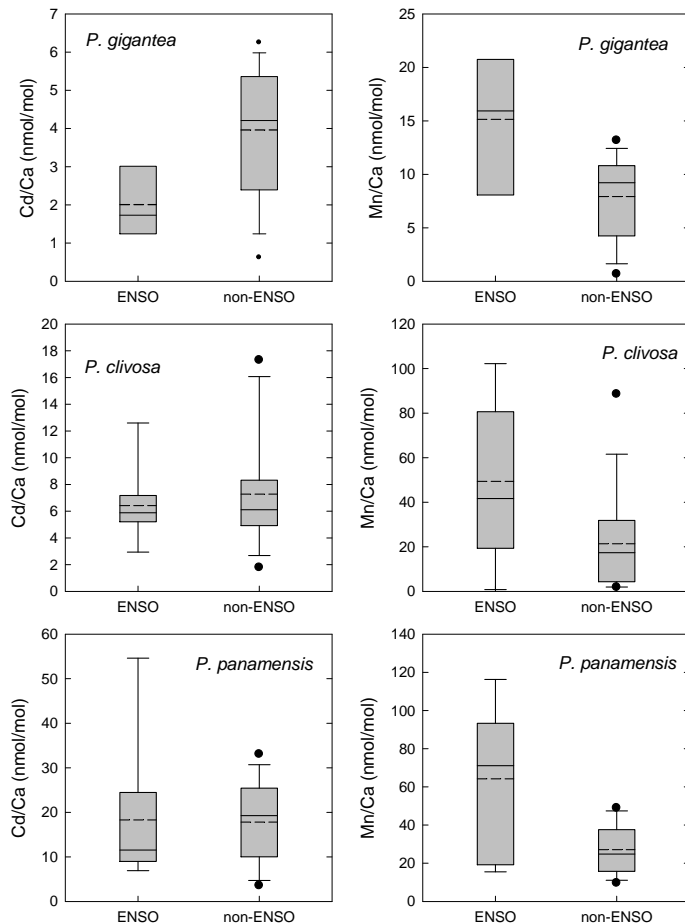 P. gigantea
Cd/Ca (nmol/mol)
7
6
5
4
3
2
1
0
ENSO non-ENSO
P. gigantea
Mn/Ca (nmol/mol)
25
20
15
10
5
0
ENSO non-ENSO
P. clivosa
Cd/Ca (nmol/mol)
20
18
16
14
12
10
8
6
4
2
0
ENSO non-ENSO
P. clivosa
Mn/Ca (nmol/mol)
120
100
80
60
40
20
0
ENSO non-ENSO
P. panamensis
Cd/Ca (nmol/mol)
60
50
40
30
20
10
0
ENSO non-ENSO
P. panamensis
Mn/Ca (nmol/mol)
140
120
100
80
60
40
20
0
ENSO non-ENSO